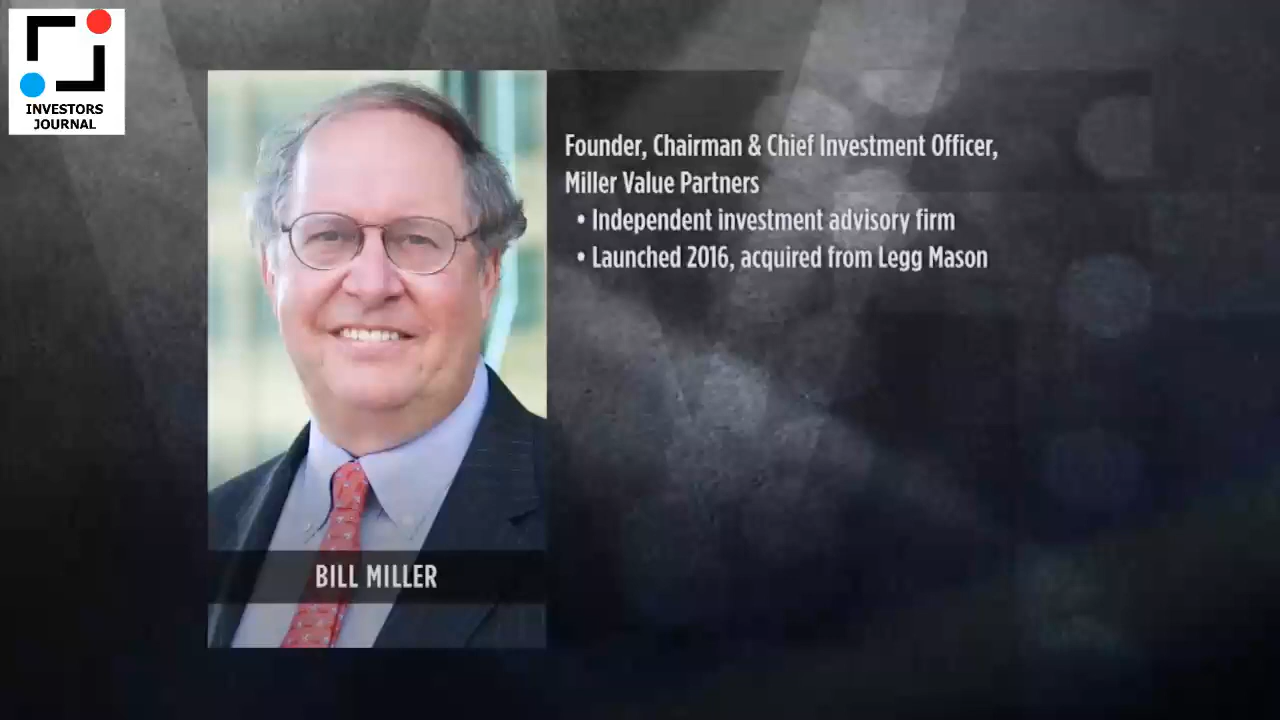 INVESTORS
JOURNAL
Founder, Chairman & Chief Investment Officer,
Miller Value Partners
• Independent investment advisory firm
• Launched 2016, acquired from Legg Mason
BILL MILLER